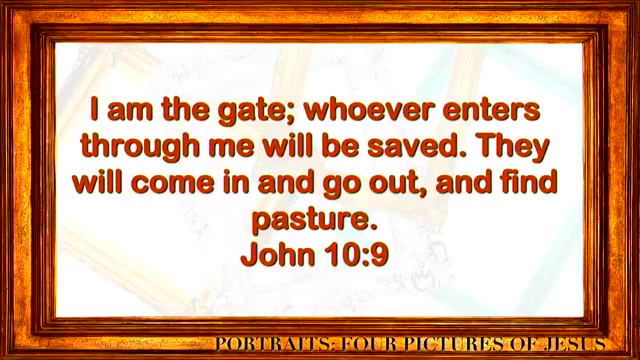 I am the gate; whoever enters
through me will be saved. They
will come in and go out, and find
pasture.
John 10:9
PORTRAITS: FOUR PICTURES OF JESUS